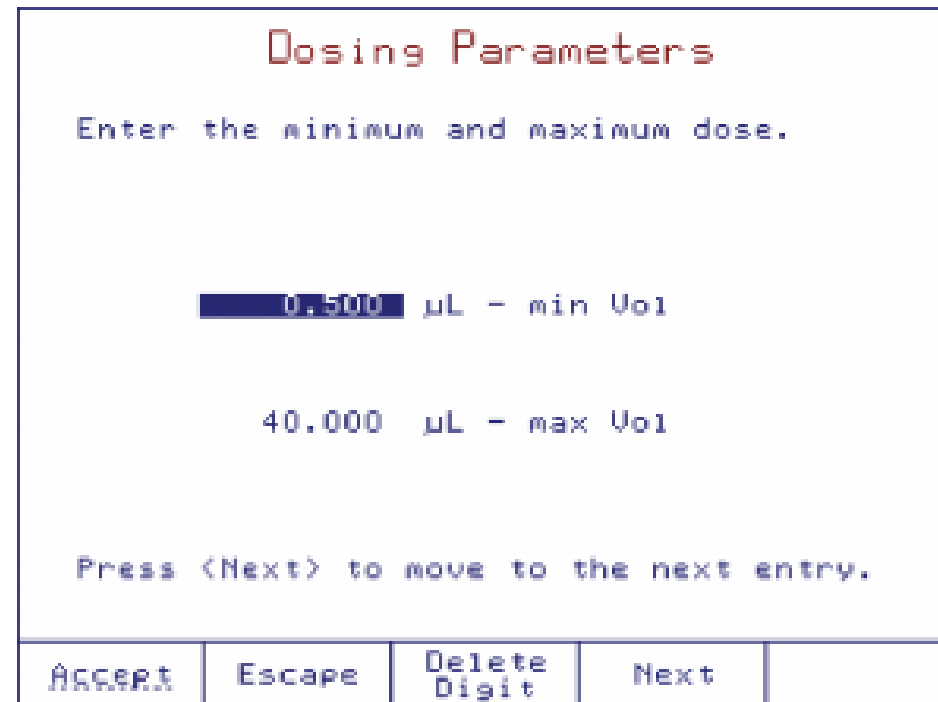 Dosing Parameters
Enter the minimum and maximum dose.
0.500 µL - min Vol
40.000 µL - max Vol
Press <Next> to move to the next entry.
Accept
Escape
Delete
Digit
Next